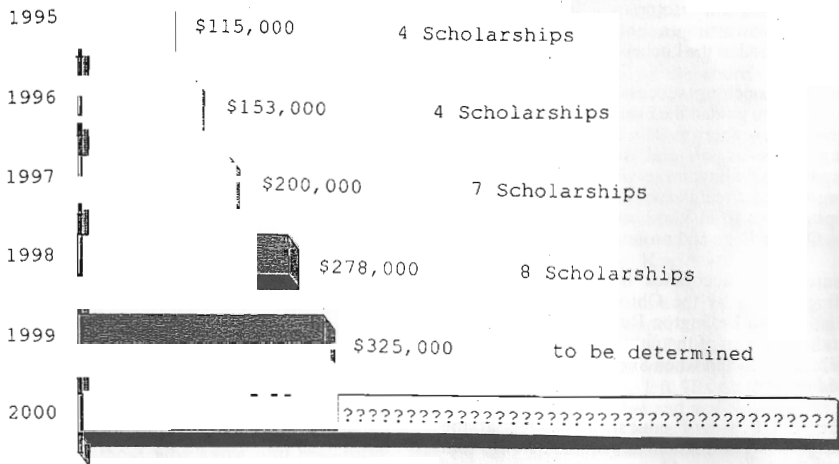 1995 $115,000 4 Scholarships
1996 $153,000 4 Scholarships
1997 $200,000 7 Scholarships
1998 $278,000 8 Scholarships
1999 $325,000 to be determined
2000 ???????????????????????????????????????